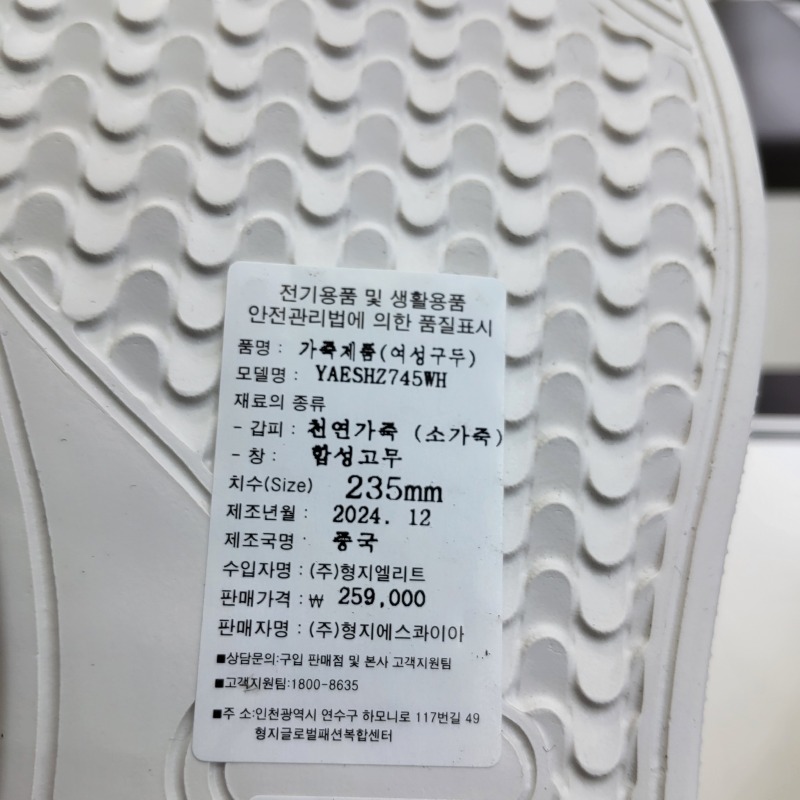 전기용품 및 생활용품
안전관리법에 의한 품질표시
품명 : 가죽제품(여성구두)
모델명 : YAESHZ745WH
재료의 종류
- 갑피 : 천연가죽 (소가죽)
- 창 : 합성고무
치수(Size) 235mm
제조년월 : 2024. 12
제조국명 : 중국
수입자명 : (주)형지엘리트
판매가격 : ₩ 259,000
판매자명 : (주)형지에스콰이아
■상담문의:구입 판매점 및 본사 고객지원팀
■고객지원팀:1800-8635
■주 소:인천광역시 연수구 하모니로 117번길 49
형지글로벌패션복합센터